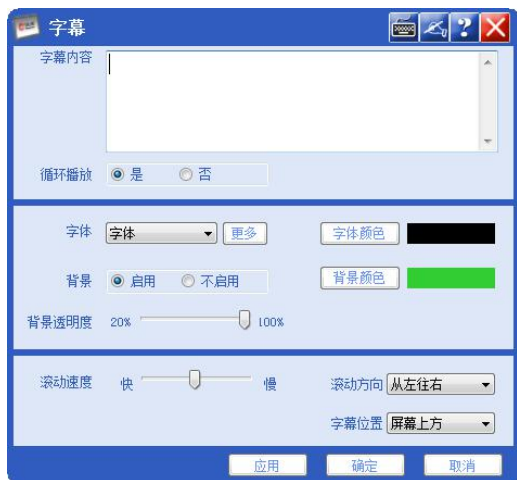 字幕
?
字幕内容
循环播放 是 否
字体 字体 更多 字体颜色
背景 启用 不启用 背景颜色
背景透明度 20% 100%
滚动速度 快 慢 滚动方向 从左往右
字幕位置 屏幕上方
应用 确定 取消